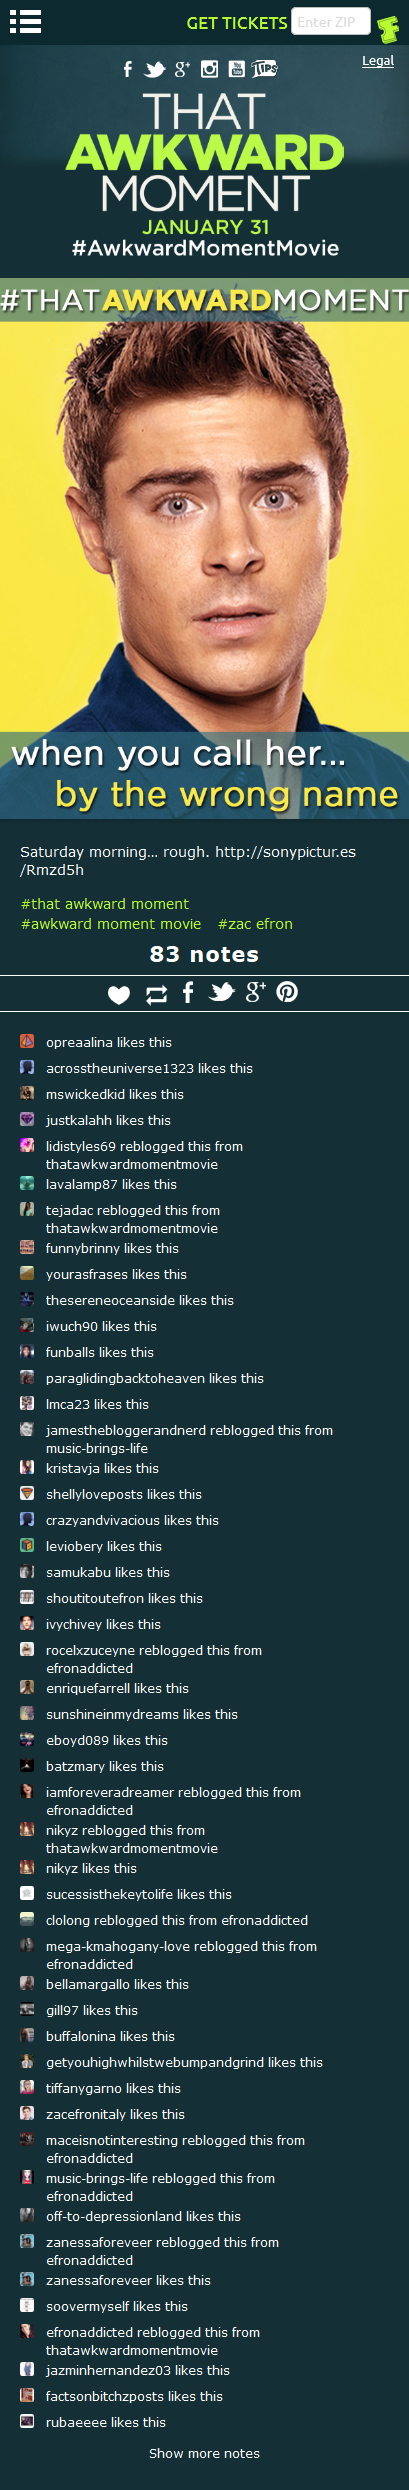 GET TICKETS Enter ZIP
Legal
f g+ You Tube TIPS
THAT
AWKWARD
MOMENT
JANUARY 31
#AwkwardMomentMovie
#THATAWKWARDMOMENT
when you call her...
by the wrong name
Saturday morning… rough. http://sonypictur.es
/Rmzd5h
#that awkward moment
#awkward moment movie #zac efron
83 notes
opreaalina likes this
acrosstheuniverse1323 likes this
mswickedkid likes this
justkalahh likes this
lidistyles69 reblogged this from
thatawkwardmomentmovie
lavalamp87 likes this
tejadac reblogged this from
thatawkwardmomentmovie
funnybrinny likes this
yourasfrases likes this
thesereneoceanside likes this
iwuch90 likes this
funballs likes this
paraglidingbacktoheaven likes this
lmca23 likes this
jamesthebloggerandnerd reblogged this from
music-brings-life
kristavja likes this
shellyloveposts likes this
crazyandvivacious likes this
leviobery likes this
samukabu likes this
shoutitoutefron likes this
ivychivey likes this
rocelxzuceyne reblogged this from
efronaddicted
enriquefarrell likes this
sunshineinmydreams likes this
eboyd089 likes this
batzmary likes this
iamforeveradreamer reblogged this from
efronaddicted
nikyz reblogged this from
thatawkwardmomentmovie
nikyz likes this
sucessisthekeytolife likes this
clolong reblogged this from efronaddicted
mega-kmahogany-love reblogged this from
efronaddicted
bellamargallo likes this
gill97 likes this
buffalonina likes this
getyouhighwhilstwebumpandgrind likes this
tiffanygarno likes this
zacefronitaly likes this
maceisnotinteresting reblogged this from
efronaddicted
music-brings-life reblogged this from
efronaddicted
off-to-depressionland likes this
zanessaforeveer reblogged this from
efronaddicted
zanessaforeveer likes this
soovermyself likes this
efronaddicted reblogged this from
thatawkwardmomentmovie
jazminhernandez03 likes this
factsonbitchzposts likes this
rubaeeee likes this
Show more notes